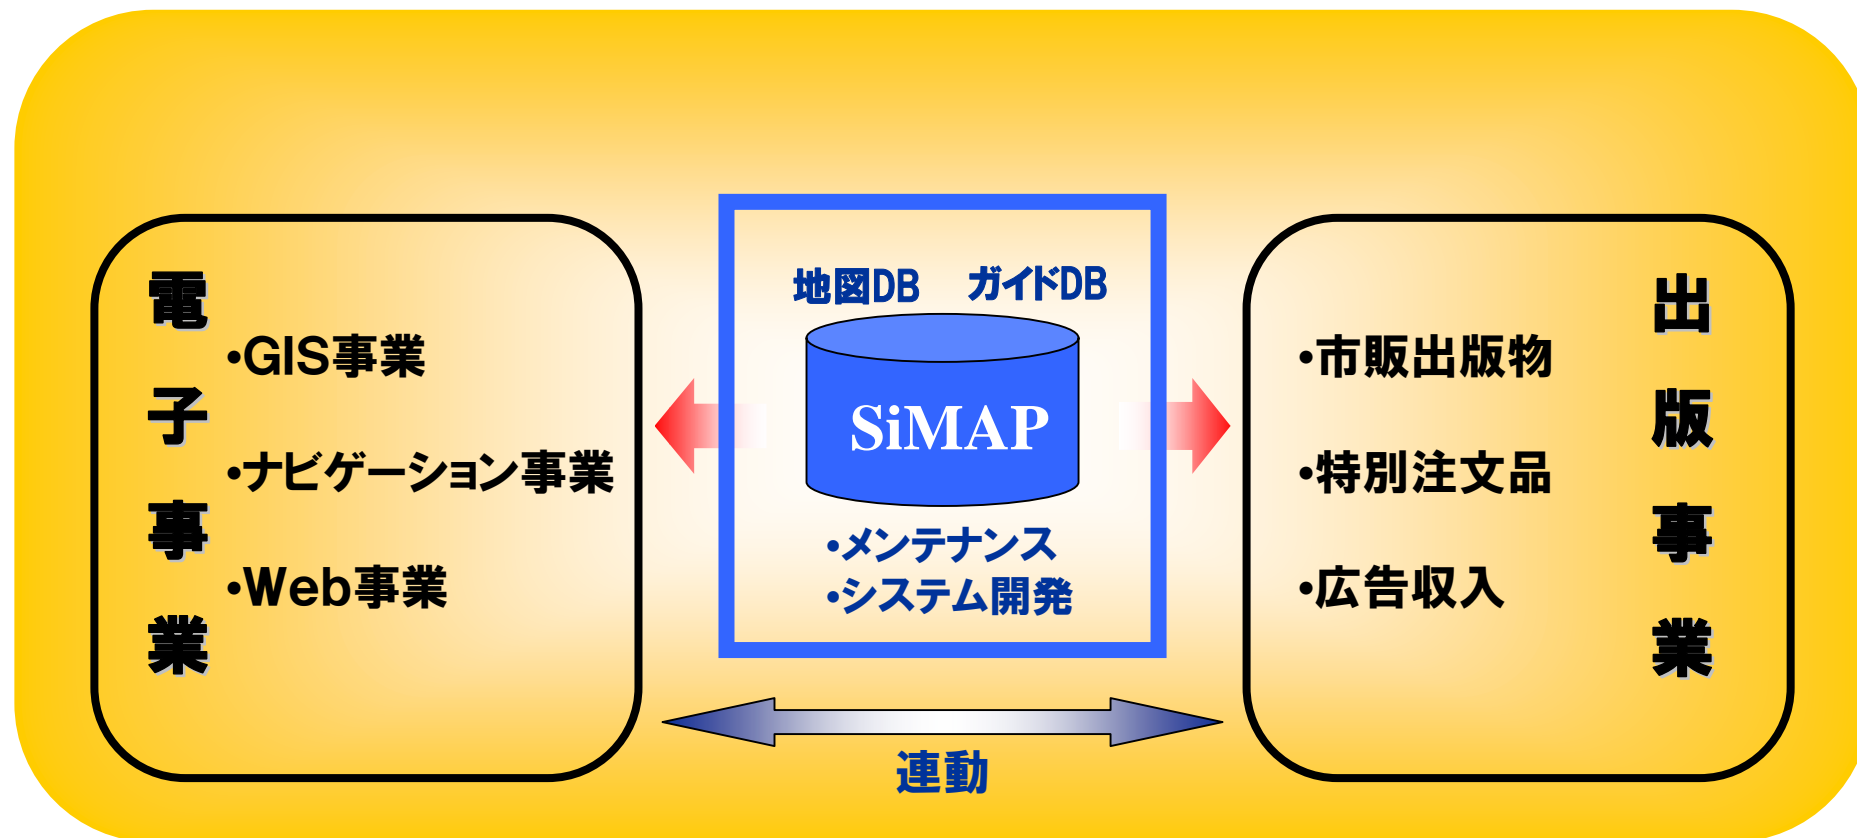 電子事業
・GIS事業
・ナビゲーション事業
・Web事業
地図DB ガイドDB
SiMAP
・メンテナンス
・システム開発
連動
出版事業
・市販出版物
・特別注文品
・広告収入